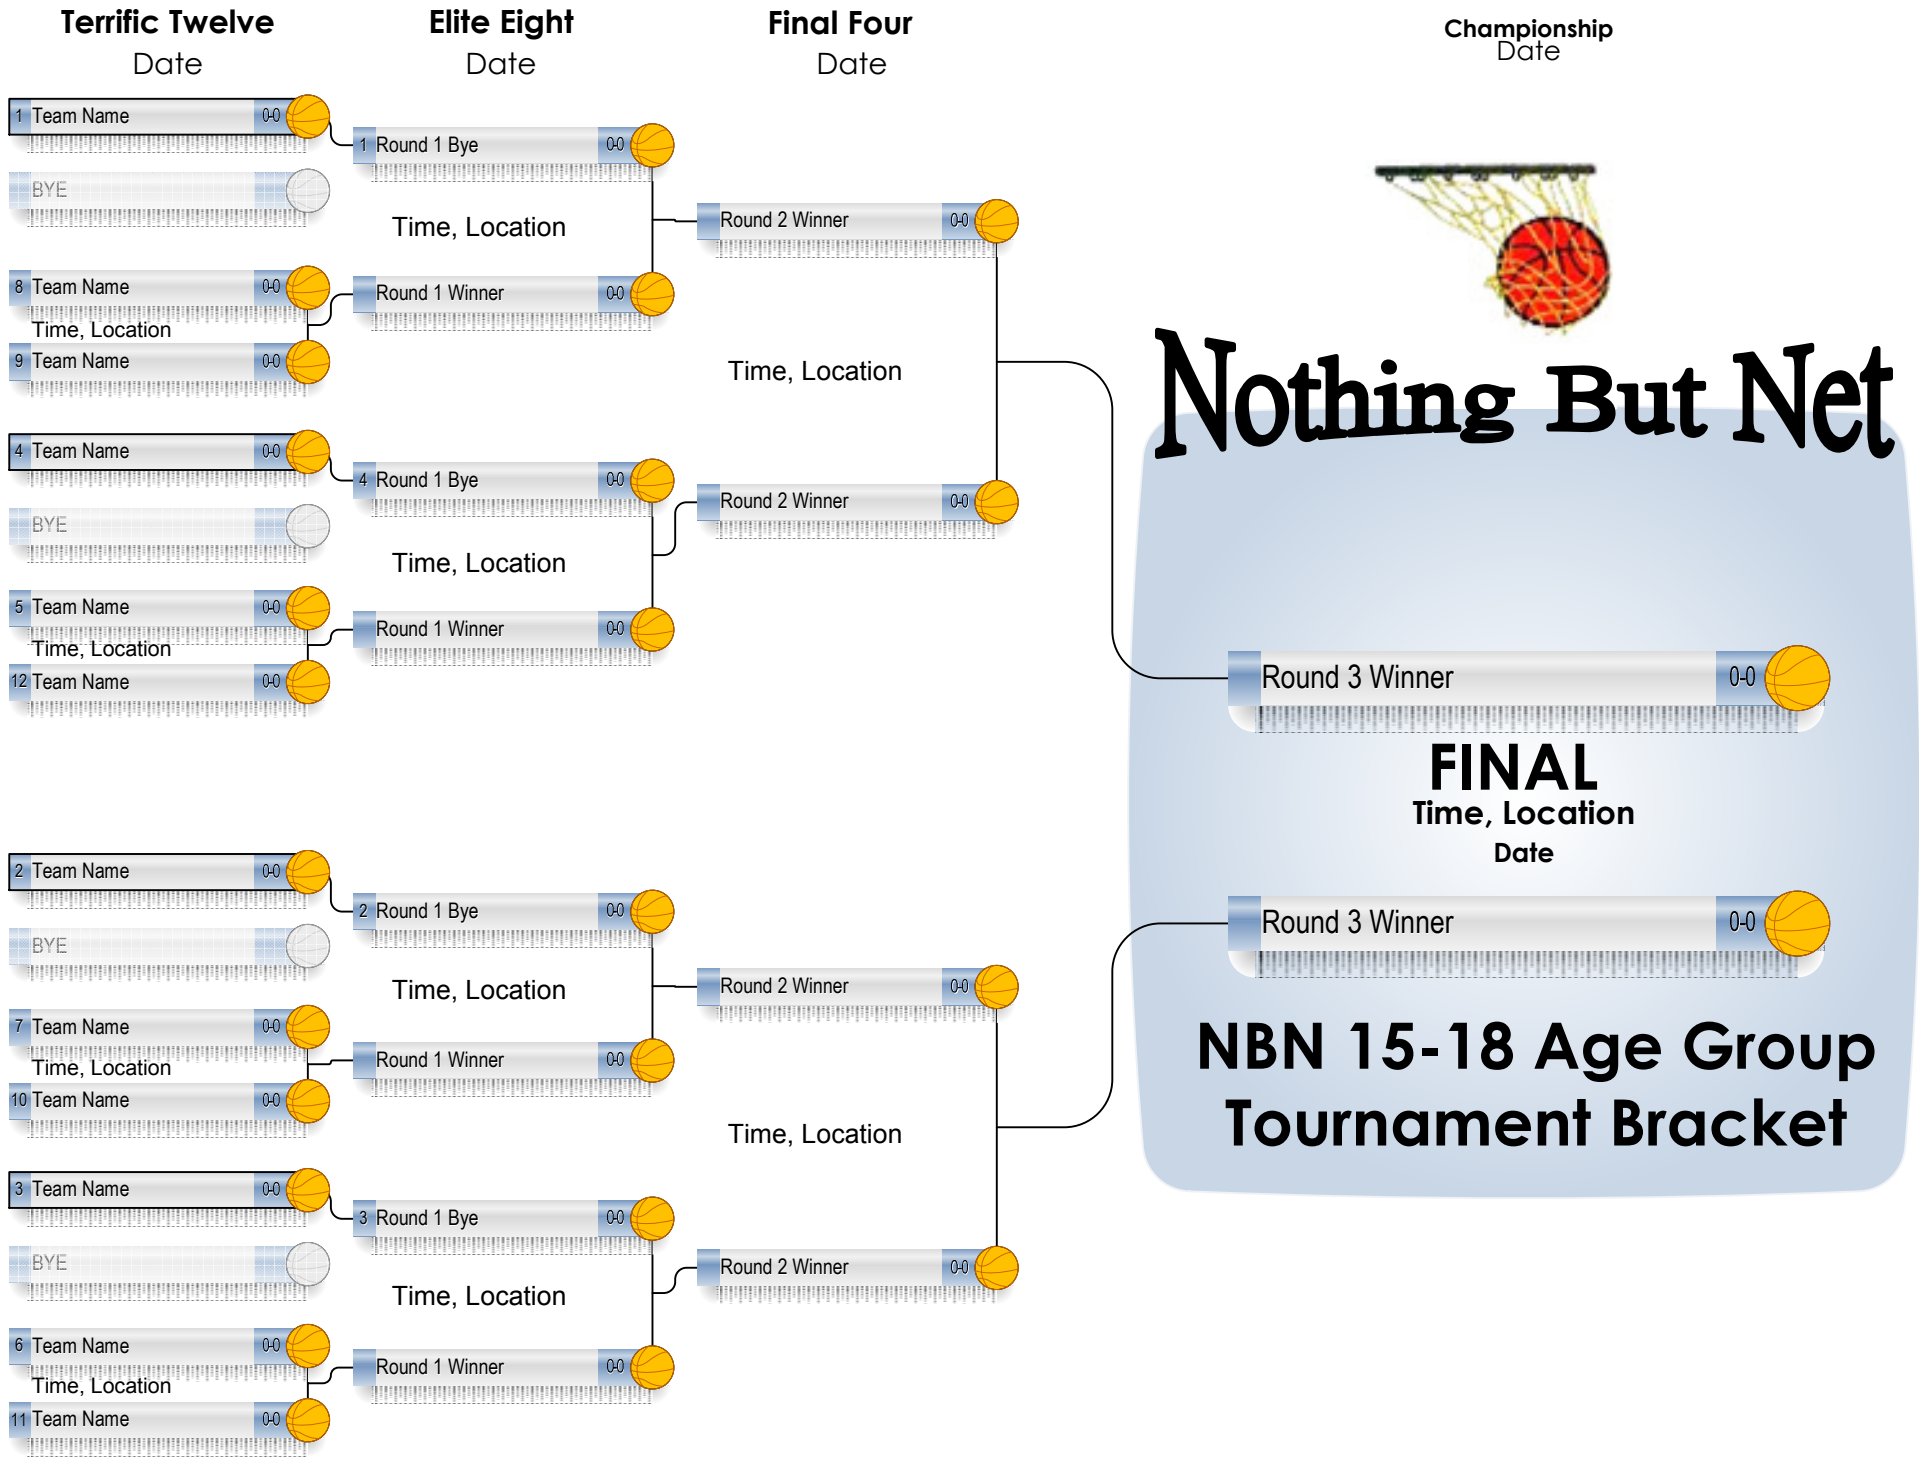 Terrific Twelve
Date
1 Team Name 0-0
BYE
8 Team Name 0-0
Time, Location
9 Team Name 0-0
4 Team Name 0-0
BYE
5 Team Name 0-0
Time, Location
12 Team Name 0-0
2 Team Name 0-0
BYE
7 Team Name 0-0
Time, Location
10 Team Name 0-0
3 Team Name 0-0
BYE
6 Team Name 0-0
Time, Location
11 Team Name 0-0
Elite Eight
Date
1 Round 1 Bye 0-0
Time, Location
Round 1 Winner 0-0
4 Round 1 Bye 0-0
Time, Location
Round 1 Winner 0-0
2 Round 1 Bye 0-0
Time, Location
Round 1 Winner 0-0
3 Round 1 Bye 0-0
Time, Location
Round 1 Winner 0-0
Final Four
Date
Round 2 Winner 0-0
Time, Location
Round 2 Winner 0-0
Round 2 Winner 0-0
Time, Location
Round 2 Winner 0-0
Championship
Date
Nothing But Net
Round 3 Winner 0-0
FINAL
Time, Location
Date
Round 3 Winner 0-0
NBN 15-18 Age Group
Tournament Bracket